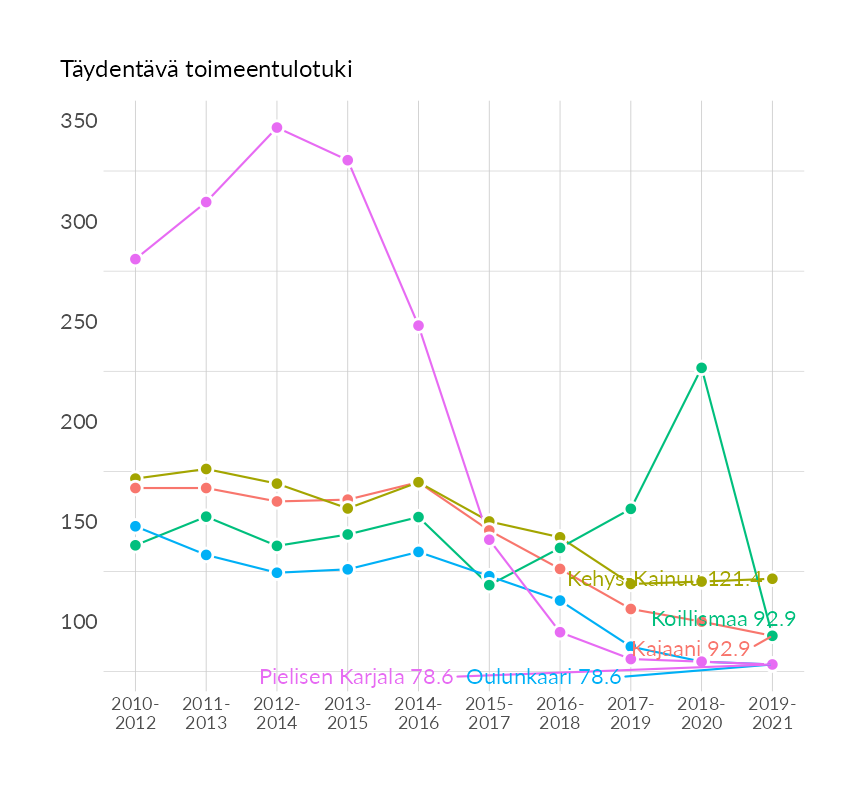 Täydentävä toimeentulotuki
350
300
250
200
150
100
Kehys-Kainuu 121.4
Koillismaa 92.9
Kajaani 92.9
Pielisen Karjala 78.6
Oulunkaari 78.6
2010- 2011- 2012- 2013- 2014- 2015- 2016- 2017- 2018- 2019-
2012 2013 2014 2015 2016 2017 2018 2019 2020 2021